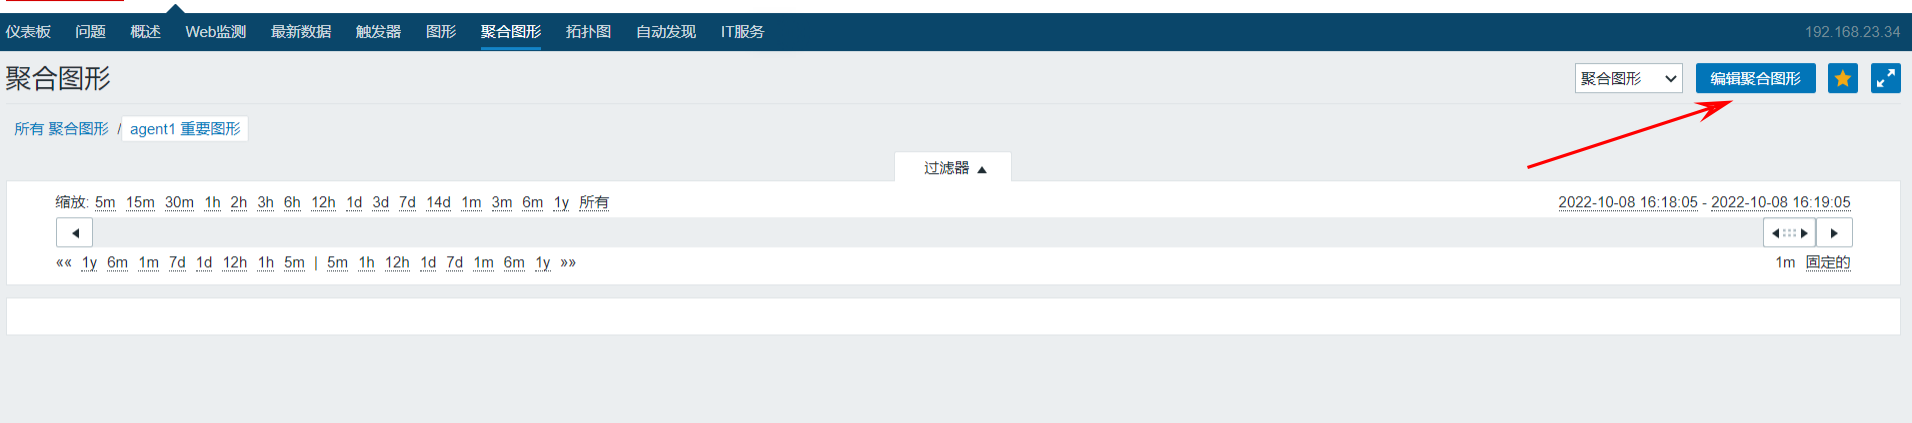 仪表板 问题 概述 Web监测 最新数据 触发器 图形 聚合图形 拓扑图 自动发现 IT服务 192.168.23.34
聚合图形 聚合图形 编辑聚合图形
所有 聚合图形 / agent1 重要图形
过滤器 ▲
缩放: 5m 15m 30m 1h 2h 3h 6h 12h 1d 3d 7d 14d 1m 3m 6m 1y 所有 2022-10-08 16:18:05 - 2022-10-08 16:19:05
«« 1y 6m 1m 7d 1d 12h 1h 5m | 5m 1h 12h 1d 7d 1m 6m 1y »» 1m 固定的